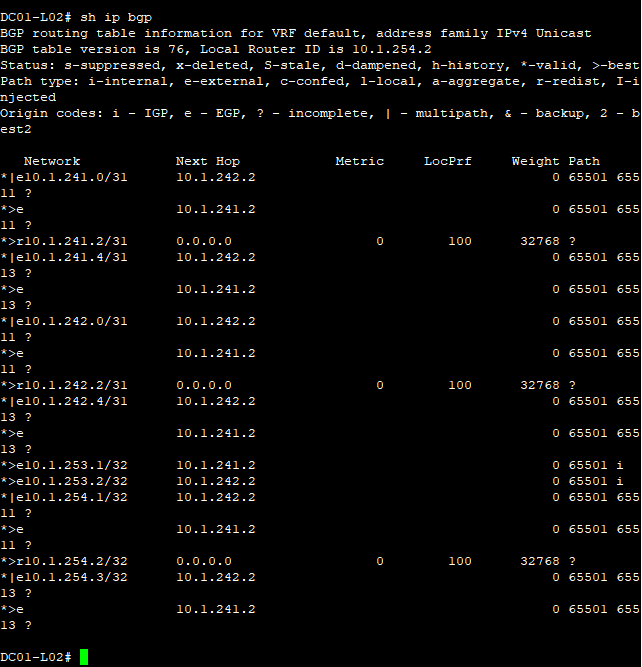 DC01-L02# sh ip bgp
BGP routing table information for VRF default, address family IPv4 Unicast
BGP table version is 76, Local Router ID is 10.1.254.2
Status: s-suppressed, x-deleted, S-stale, d-dampened, h-history, *-valid, >-best
Path type: i-internal, e-external, c-confed, l-local, a-aggregate, r-redist, I-i
njected
Origin codes: i - IGP, e - EGP, ? - incomplete, | - multipath, & - backup, 2 - b
est2

   Network            Next Hop            Metric     LocPrf     Weight Path
*|e10.1.241.0/31      10.1.242.2                                     0 65501 655
11 ?
*>e                   10.1.241.2                                     0 65501 655
11 ?
*>r10.1.241.2/31      0.0.0.0                  0        100      32768 ?
*|e10.1.241.4/31      10.1.242.2                                     0 65501 655
13 ?
*>e                   10.1.241.2                                     0 65501 655
13 ?
*|e10.1.242.0/31      10.1.242.2                                     0 65501 655
11 ?
*>e                   10.1.241.2                                     0 65501 655
11 ?
*>r10.1.242.2/31      0.0.0.0                  0        100      32768 ?
*|e10.1.242.4/31      10.1.242.2                                     0 65501 655
13 ?
*>e                   10.1.241.2                                     0 65501 655
13 ?
*>e10.1.253.1/32      10.1.241.2                                     0 65501 i
*>e10.1.253.2/32      10.1.242.2                                     0 65501 i
*|e10.1.254.1/32      10.1.242.2                                     0 65501 655
11 ?
*>e                   10.1.241.2                                     0 65501 655
11 ?
*>r10.1.254.2/32      0.0.0.0                  0        100      32768 ?
*|e10.1.254.3/32      10.1.242.2                                     0 65501 655
13 ?
*>e                   10.1.241.2                                     0 65501 655
13 ?

DC01-L02#